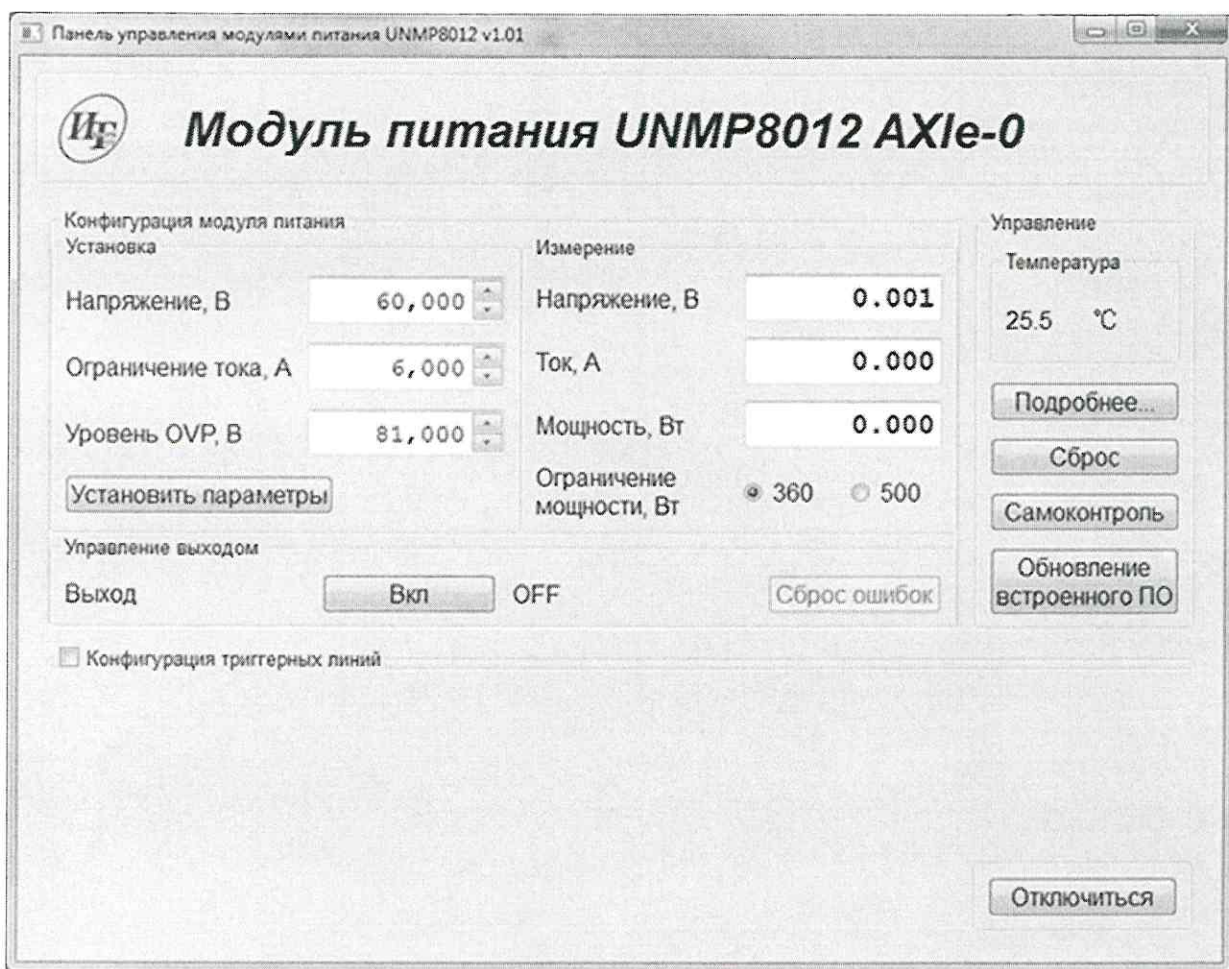 Панель управления модулями питания UNMP8012 v1.01
Модуль питания UNMP8012 AXIe-0
Конфигурация модуля питания
Установка
Напряжение, В 60,000
Ограничение тока, А 6,000
Уровень OVP, В 81,000
Установить параметры
Измерение
Напряжение, В 0.001
Ток, А 0.000
Мощность, Вт 0.000
Ограничение
мощности, Вт
360 500
Управление выходом
Выход Вкл OFF Сброс ошибок
Управление
Температура
25.5 °C
Подробнее...
Сброс
Самоконтроль
Обновление
встроенного ПО
Конфигурация триггерных линий
Отключиться